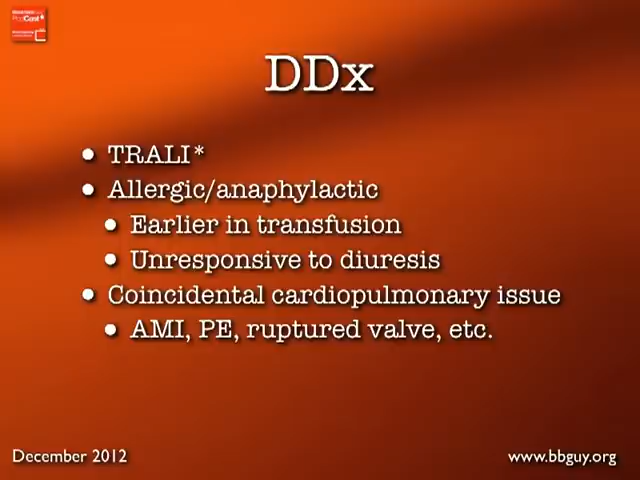 DDx
• TRALI*
• Allergic/anaphylactic
• Earlier in transfusion
• Unresponsive to diuresis
• Coincidental cardiopulmonary issue
• AMI, PE, ruptured valve, etc.
December 2012
www.bbguy.org